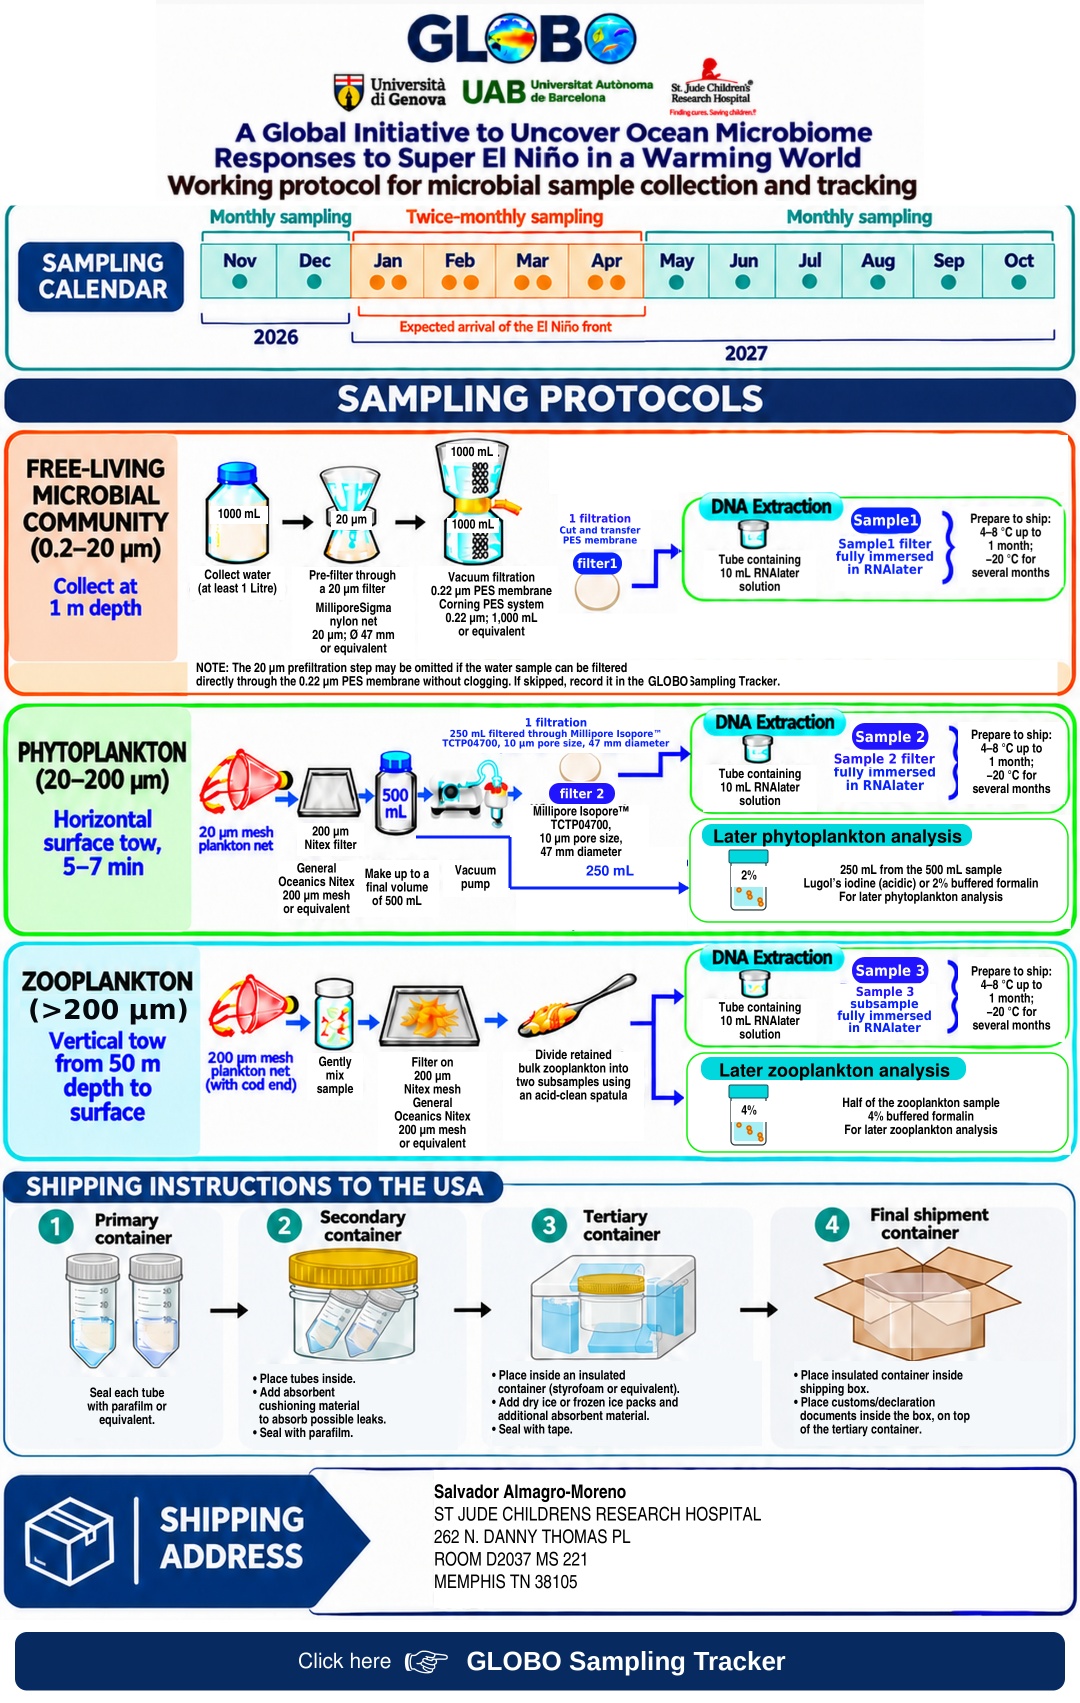 GLOBO
Università
di Genova
UAB
Universitat Autònoma
de Barcelona
St. Jude Children's
Research Hospital
Finding cures. Saving children.
A Global Initiative to Uncover Ocean Microbiome
Responses to Super El Niño in a Warming World
Working protocol for microbial sample collection and tracking
Monthly sampling
Twice-monthly sampling
Monthly sampling
SAMPLING
CALENDAR
Nov Dec Jan Feb Mar Apr May Jun Jul Aug Sep Oct
Expected arrival of the El Niño front
2026
2027
SAMPLING PROTOCOLS
FREE-LIVING
MICROBIAL
COMMUNITY
(0.2–20 µm)
Collect at
1 m depth
1000 mL
Collect water
(at least 1 Litre)
20 µm
Pre-filter through
a 20 µm filter
MilliporeSigma
nylon net
20 µm; Ø 47 mm
or equivalent
1000 mL
1000 mL
Vacuum filtration
0.22 µm PES membrane
Corning PES system
0.22 µm; 1,000 mL
or equivalent
1 filtration
Cut and transfer
PES membrane
filter1
DNA Extraction
Tube containing
10 mL RNAlater
solution
Sample1
Sample1 filter
fully immersed
in RNAlater
Prepare to ship:
4–8 °C up to
1 month;
–20 °C for
several months
NOTE: The 20 µm prefiltration step may be omitted if the water sample can be filtered
directly through the 0.22 µm PES membrane without clogging. If skipped, record it in the GLOBO Sampling Tracker.
PHYTOPLANKTON
(20–200 µm)
Horizontal
surface tow,
5–7 min
20 µm mesh
plankton net
200 µm
Nitex filter
General
Oceanics Nitex
200 µm mesh
or equivalent
500
mL
Make up to a
final volume
of 500 mL
Vacuum
pump
1 filtration
250 mL filtered through Millipore Isopore™
TCTP04700, 10 µm pore size, 47 mm diameter
filter 2
Millipore Isopore™
TCTP04700,
10 µm pore size,
47 mm diameter
250 mL
DNA Extraction
Tube containing
10 mL RNAlater
solution
Sample 2
Sample 2 filter
fully immersed
in RNAlater
Prepare to ship:
4–8 °C up to
1 month;
–20 °C for
several months
Later phytoplankton analysis
2%
250 mL from the 500 mL sample
Lugol's iodine (acidic) or 2% buffered formalin
For later phytoplankton analysis
ZOOPLANKTON
(>200 µm)
Vertical tow
from 50 m
depth to
surface
200 µm mesh
plankton net
(with cod end)
Gently
mix
sample
Filter on
200 µm
Nitex mesh
General
Oceanics Nitex
200 µm mesh
or equivalent
Divide retained
bulk zooplankton into
two subsamples using
an acid-clean spatula
DNA Extraction
Tube containing
10 mL RNAlater
solution
Sample 3
Sample 3
subsample
fully immersed
in RNAlater
Prepare to ship:
4–8 °C up to
1 month;
–20 °C for
several months
Later zooplankton analysis
4%
Half of the zooplankton sample
4% buffered formalin
For later zooplankton analysis
SHIPPING INSTRUCTIONS TO THE USA
1 Primary
container
Seal each tube
with parafilm or
equivalent.
2 Secondary
container
• Place tubes inside.
• Add absorbent
cushioning material
to absorb possible leaks.
• Seal with parafilm.
3 Tertiary
container
• Place inside an insulated
container (styrofoam or equivalent).
• Add dry ice or frozen ice packs and
additional absorbent material.
• Seal with tape.
4 Final shipment
container
• Place insulated container inside
shipping box.
• Place customs/declaration
documents inside the box, on top
of the tertiary container.
SHIPPING
ADDRESS
Salvador Almagro-Moreno
ST JUDE CHILDRENS RESEARCH HOSPITAL
262 N. DANNY THOMAS PL
ROOM D2037 MS 221
MEMPHIS TN 38105
Click here GLOBO Sampling Tracker